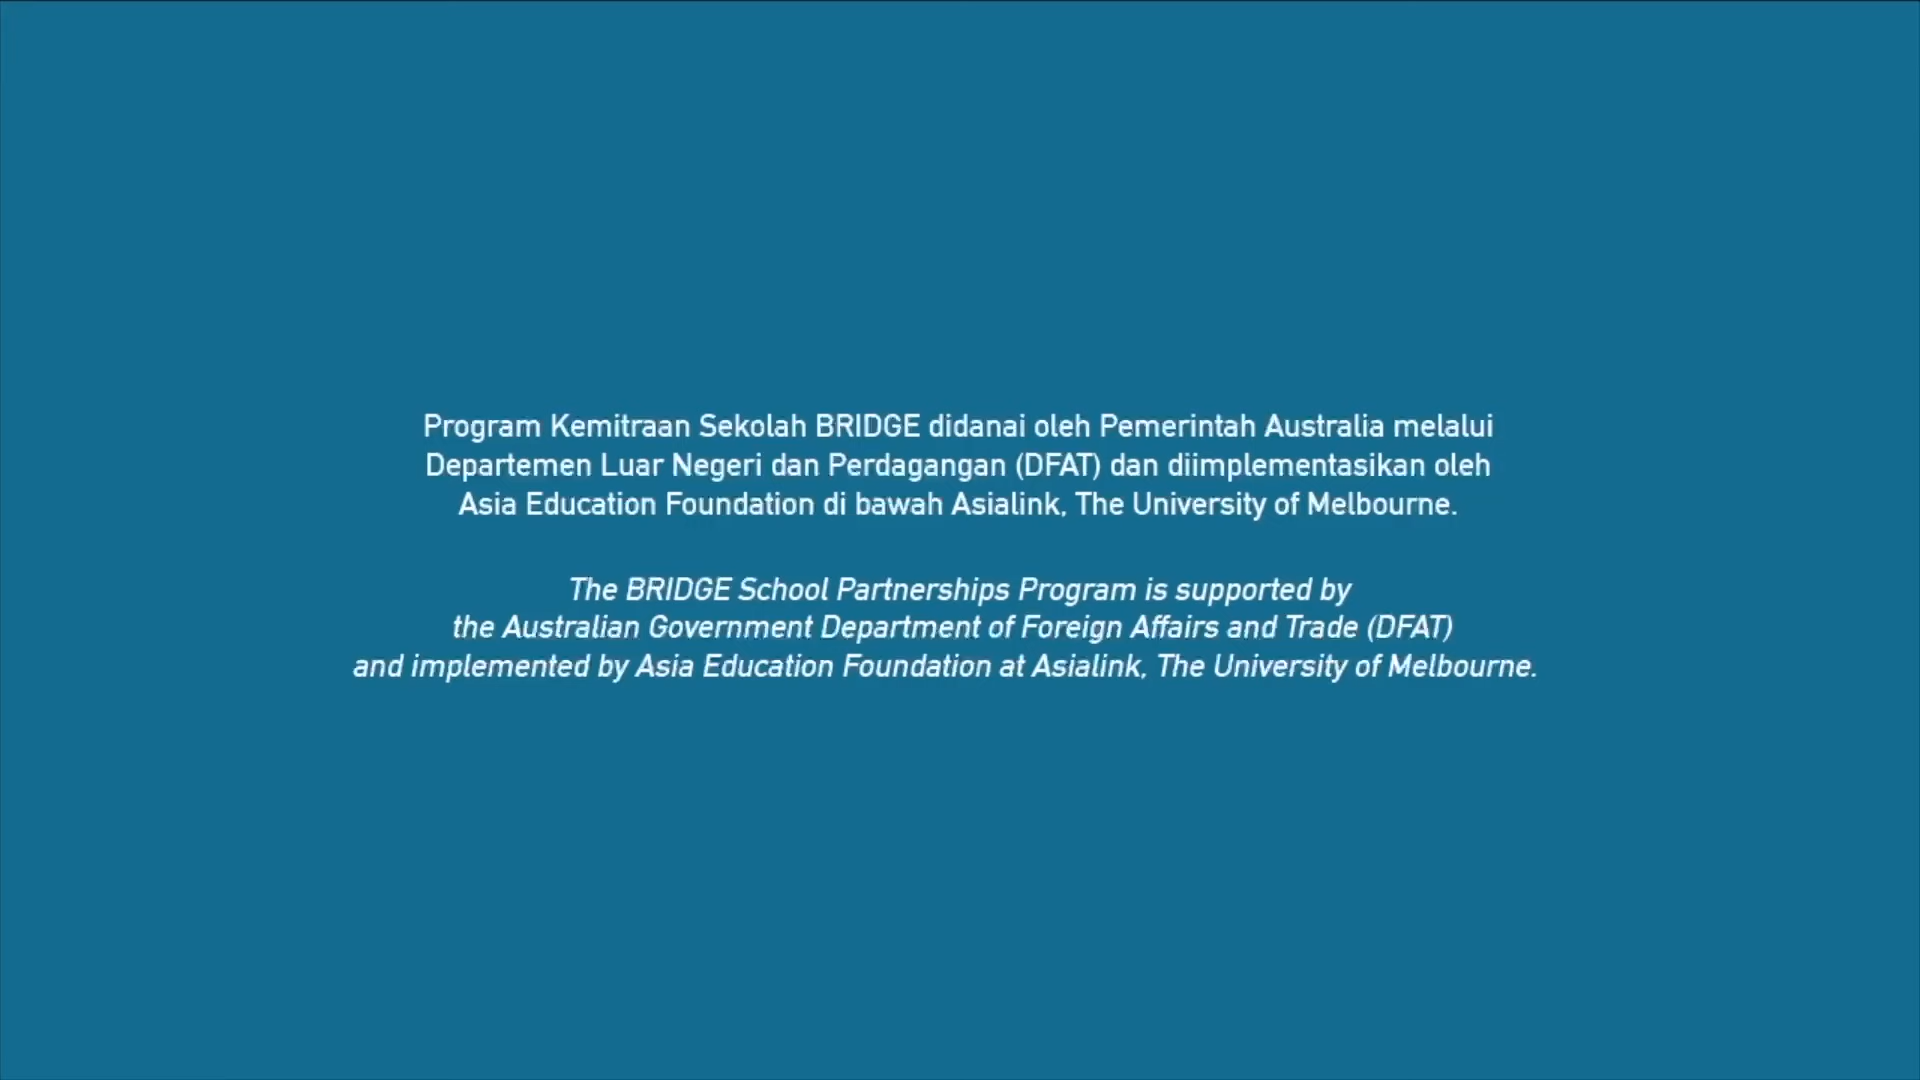 Program Kemitraan Sekolah BRIDGE didanai oleh Pemerintah Australia melalui
Departemen Luar Negeri dan Perdagangan (DFAT) dan diimplementasikan oleh
Asia Education Foundation di bawah Asialink, The University of Melbourne.
The BRIDGE School Partnerships Program is supported by
the Australian Government Department of Foreign Affairs and Trade (DFAT)
and implemented by Asia Education Foundation at Asialink, The University of Melbourne.